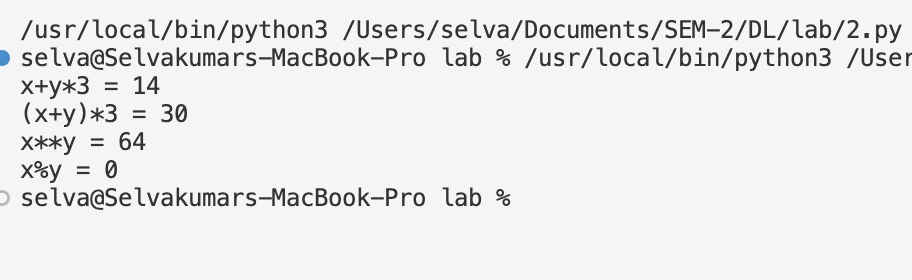 /usr/local/bin/python3 /Users/selva/Documents/SEM-2/DL/lab/2.py
selva@Selvakumars-MacBook-Pro lab % /usr/local/bin/python3 /User
x+y*3 = 14
(x+y)*3 = 30
x**y = 64
x%y = 0
selva@Selvakumars-MacBook-Pro lab %